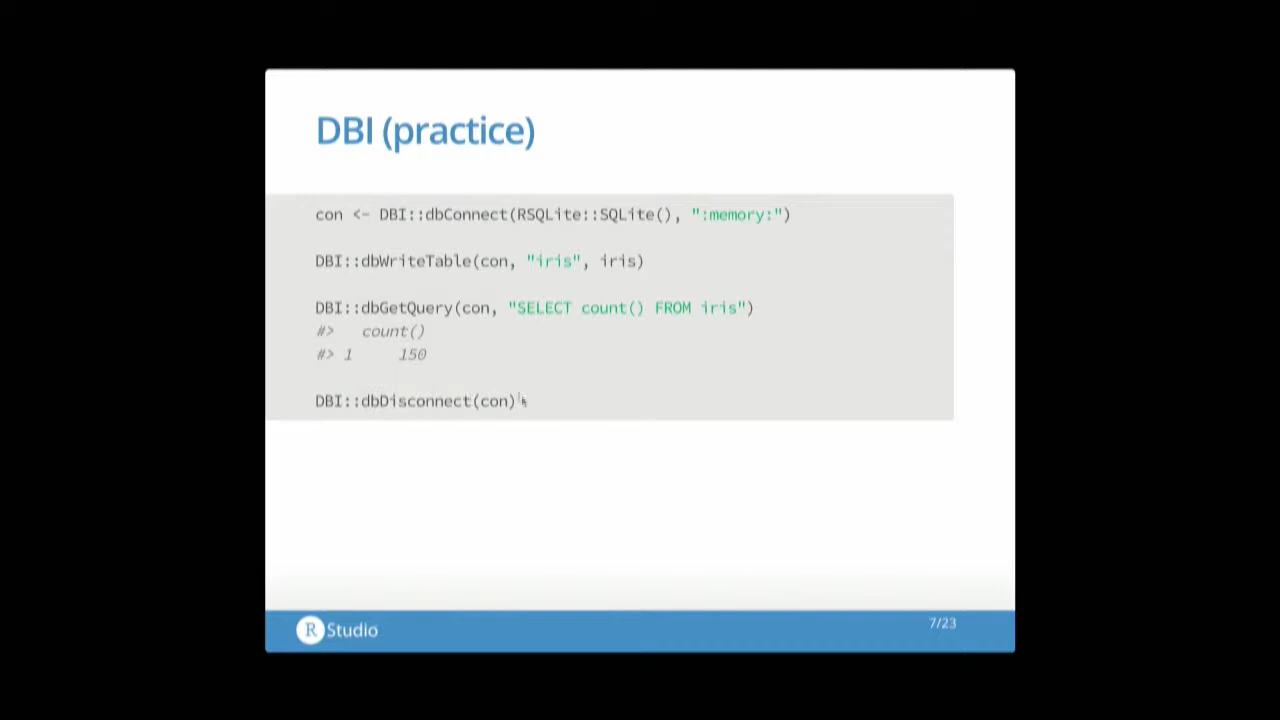 DBI (practice)
con <- DBI::dbConnect(RSQLite::SQLite(), ":memory:")
DBI::dbWriteTable(con, "iris", iris)
DBI::dbGetQuery(con, "SELECT count() FROM iris")
#>   count()
#> 1     150
DBI::dbDisconnect(con)
R Studio
7/23